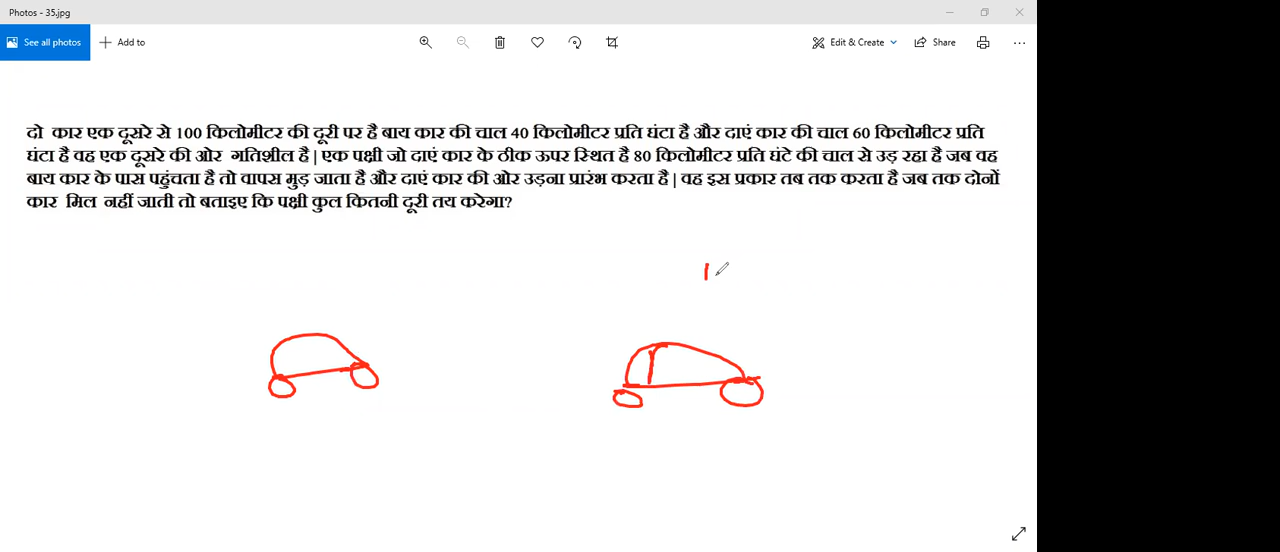 Photos - 35.jpg
See all photos
Add to
Edit & Create
Share
दो कार एक दूसरे से 100 किलोमीटर की दूरी पर है बाय कार की चाल 40 किलोमीटर प्रति घंटा है और दाएं कार की चाल 60 किलोमीटर प्रति
घंटा है वह एक दूसरे की ओर गतिशील है | एक पक्षी जो दाएं कार के ठीक ऊपर स्थित है 80 किलोमीटर प्रति घंटे की चाल से उड़ रहा है जब वह
बाय कार के पास पहुंचता है तो वापस मुड़ जाता है और दाएं कार की ओर उड़ना प्रारंभ करता है | वह इस प्रकार तब तक करता है जब तक दोनों
कार मिल नहीं जाती तो बताइए कि पक्षी कुल कितनी दूरी तय करेगा?